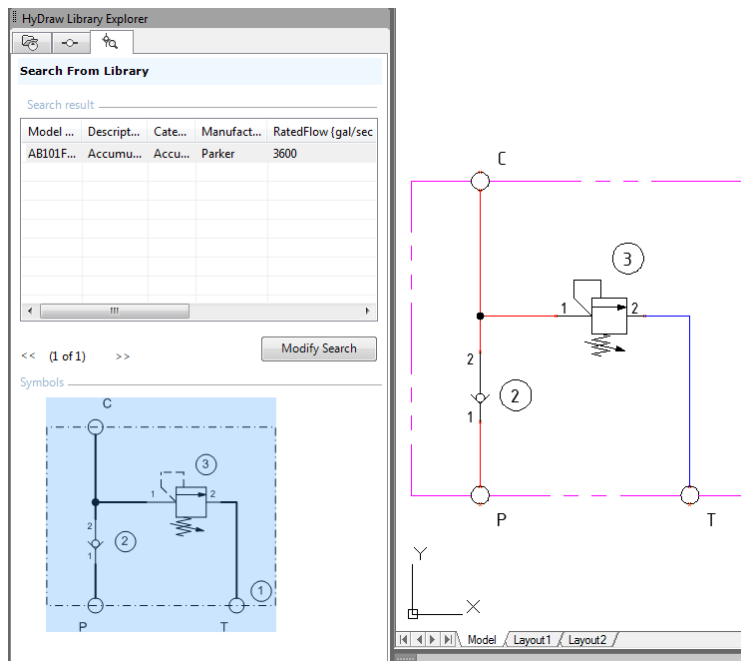 HyDraw Library Explorer
Search From Library
Search result
Model ... Descript... Cate... Manufact... RatedFlow {gal/sec
AB101F... Accumu... Accu... Parker 3600
<< (1 of 1) >>
Modify Search
Symbols
C
3
1 2
2
2
1
1
P T
C
3
1 2
2
2
1
P T
Y
X
Model Layout1 Layout2